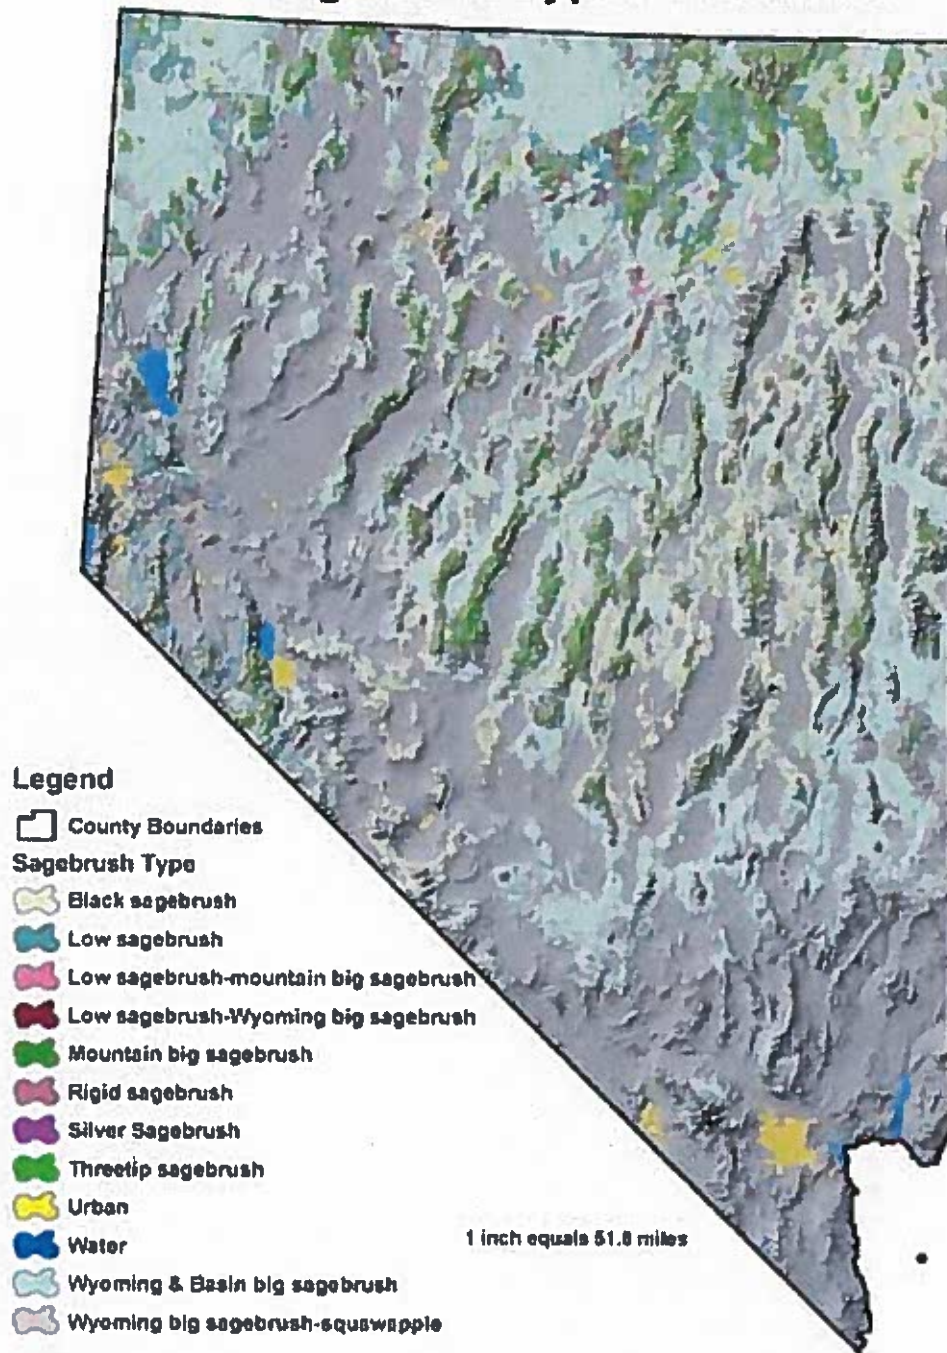 Legend
County Boundaries
Sagebrush Type
Black sagebrush
Low sagebrush
Low sagebrush-mountain big sagebrush
Low sagebrush-Wyoming big sagebrush
Mountain big sagebrush
Rigid sagebrush
Silver Sagebrush
Threetip sagebrush
Urban
Water
Wyoming & Basin big sagebrush
Wyoming big sagebrush-squawapple
1 inch equals 51.8 miles